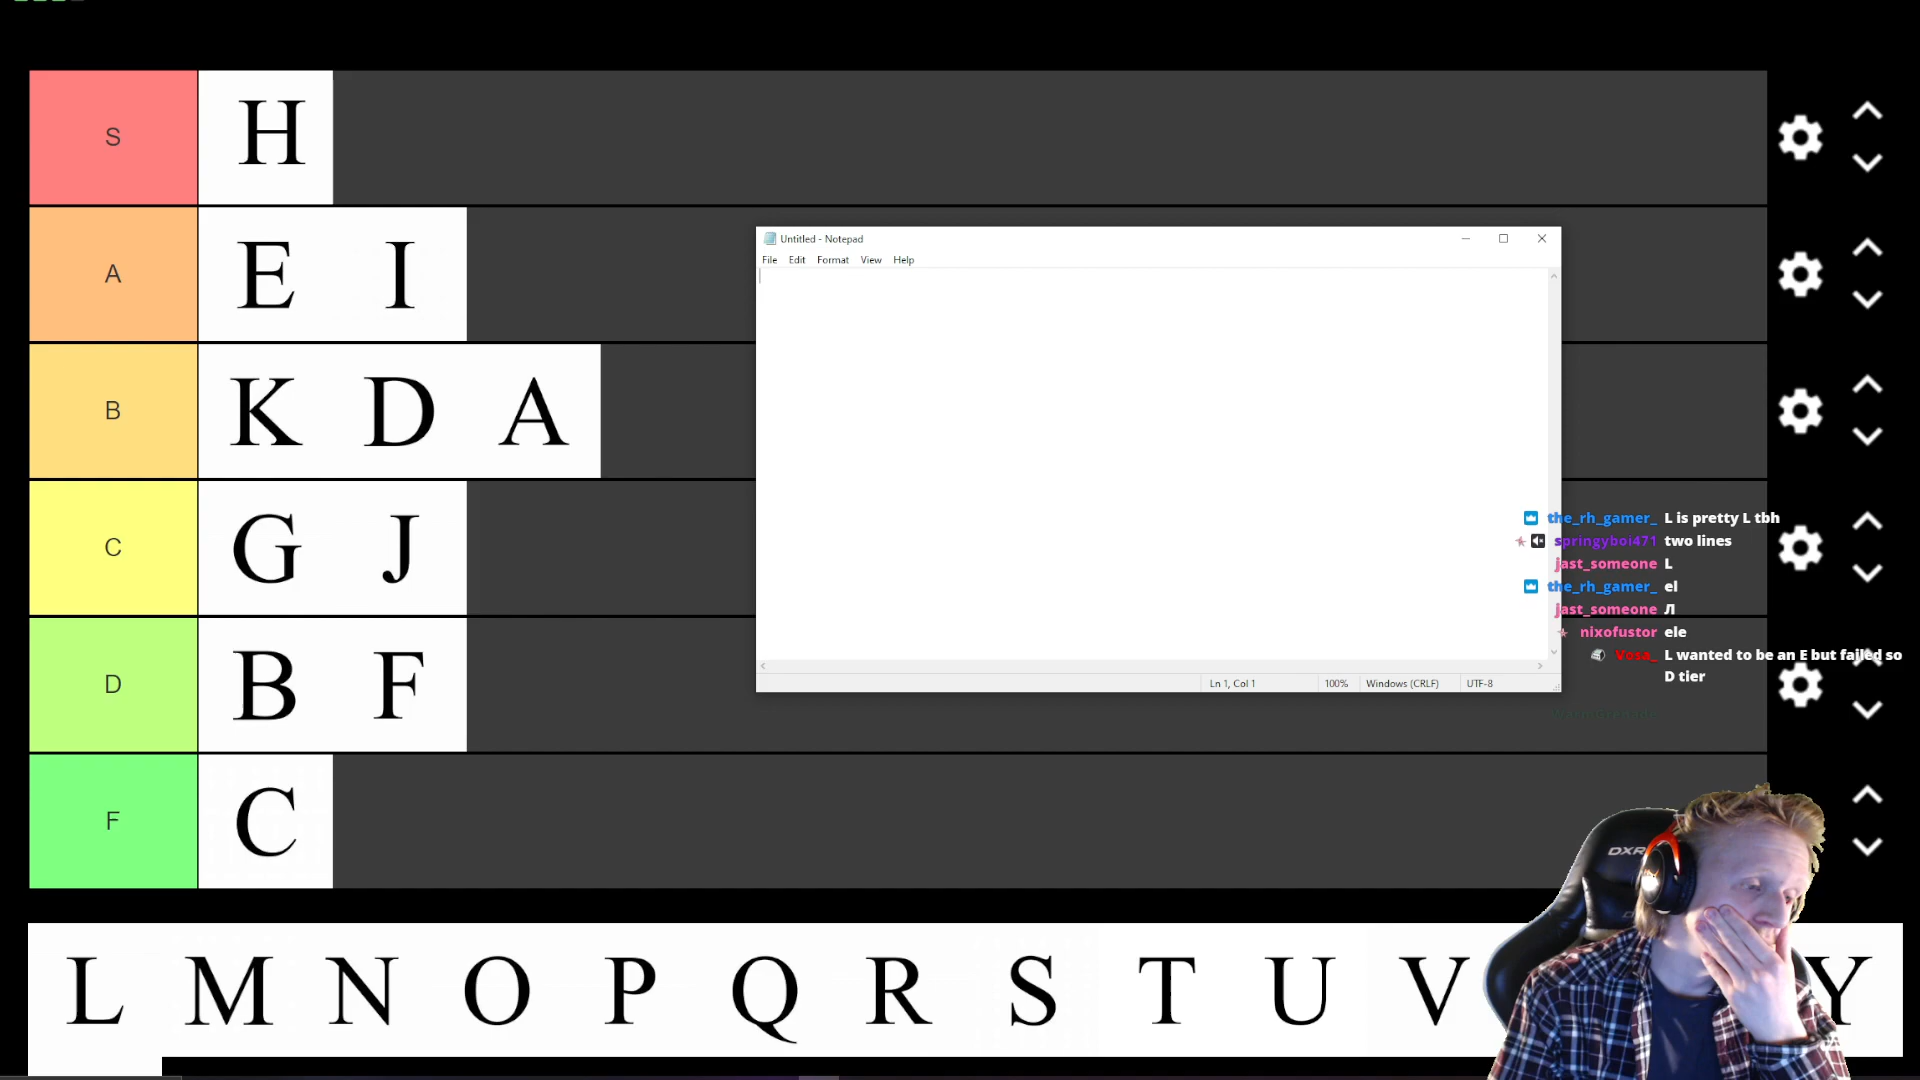 S
H
A
E I
B
K D A
C
G J
D
B F
F
C
Untitled - Notepad
File Edit Format View Help
Ln 1, Col 1 100% Windows (CRLF) UTF-8
the_rh_gamer_ L is pretty L tbh
springyboi471 two lines
jast_someone L
the_rh_gamer_ el
jast_someone Л
nixofustor ele
Vosa_ L wanted to be an E but failed so
D tier
DXR
L M N O P Q R S T U V Y